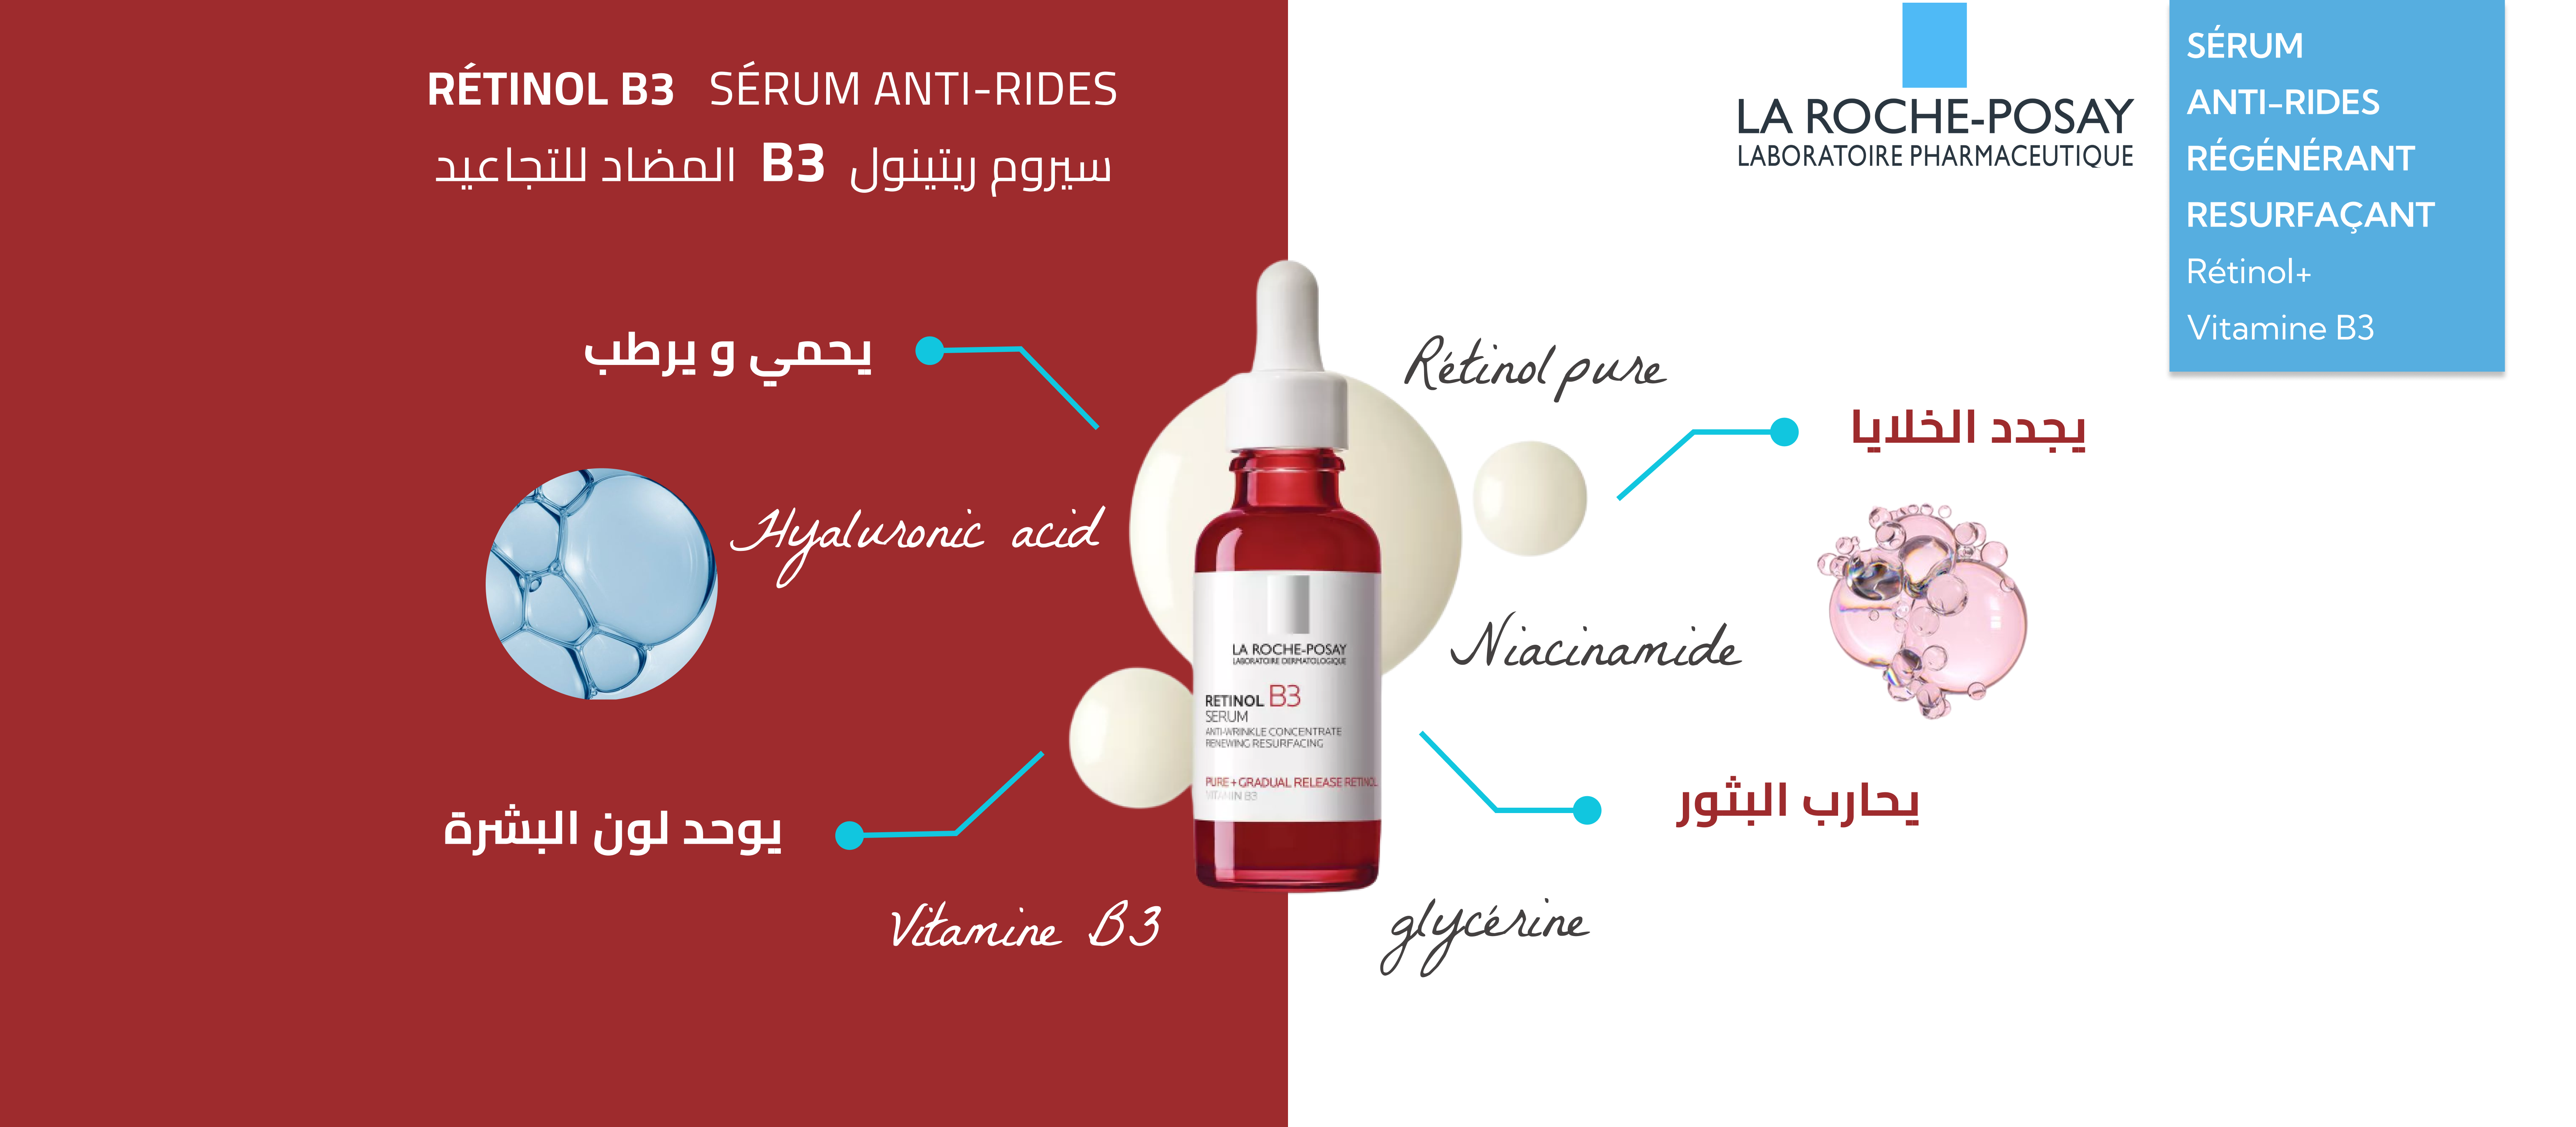 RÉTINOL B3 SÉRUM ANTI-RIDES
سيروم ريتينول B3 المضاد للتجاعيد
LA ROCHE-POSAY
LABORATOIRE PHARMACEUTIQUE
SÉRUM
ANTI-RIDES
RÉGÉNÉRANT
RESURFAÇANT
Rétinol+
Vitamine B3
يحمي و يرطب
Rétinol pure
يجدد الخلايا
Hyaluronic acid
Niacinamide
LA ROCHE-POSAY
LABORATOIRE DERMATOLOGIQUE
RETINOL B3
SERUM
ANTI-WRINKLE CONCENTRATE
RENEWING RESURFACING
PURE + GRADUAL RELEASE RETINOL
VITAMIN B3
يوحد لون البشرة
يحارب البثور
Vitamine B3
glycérine